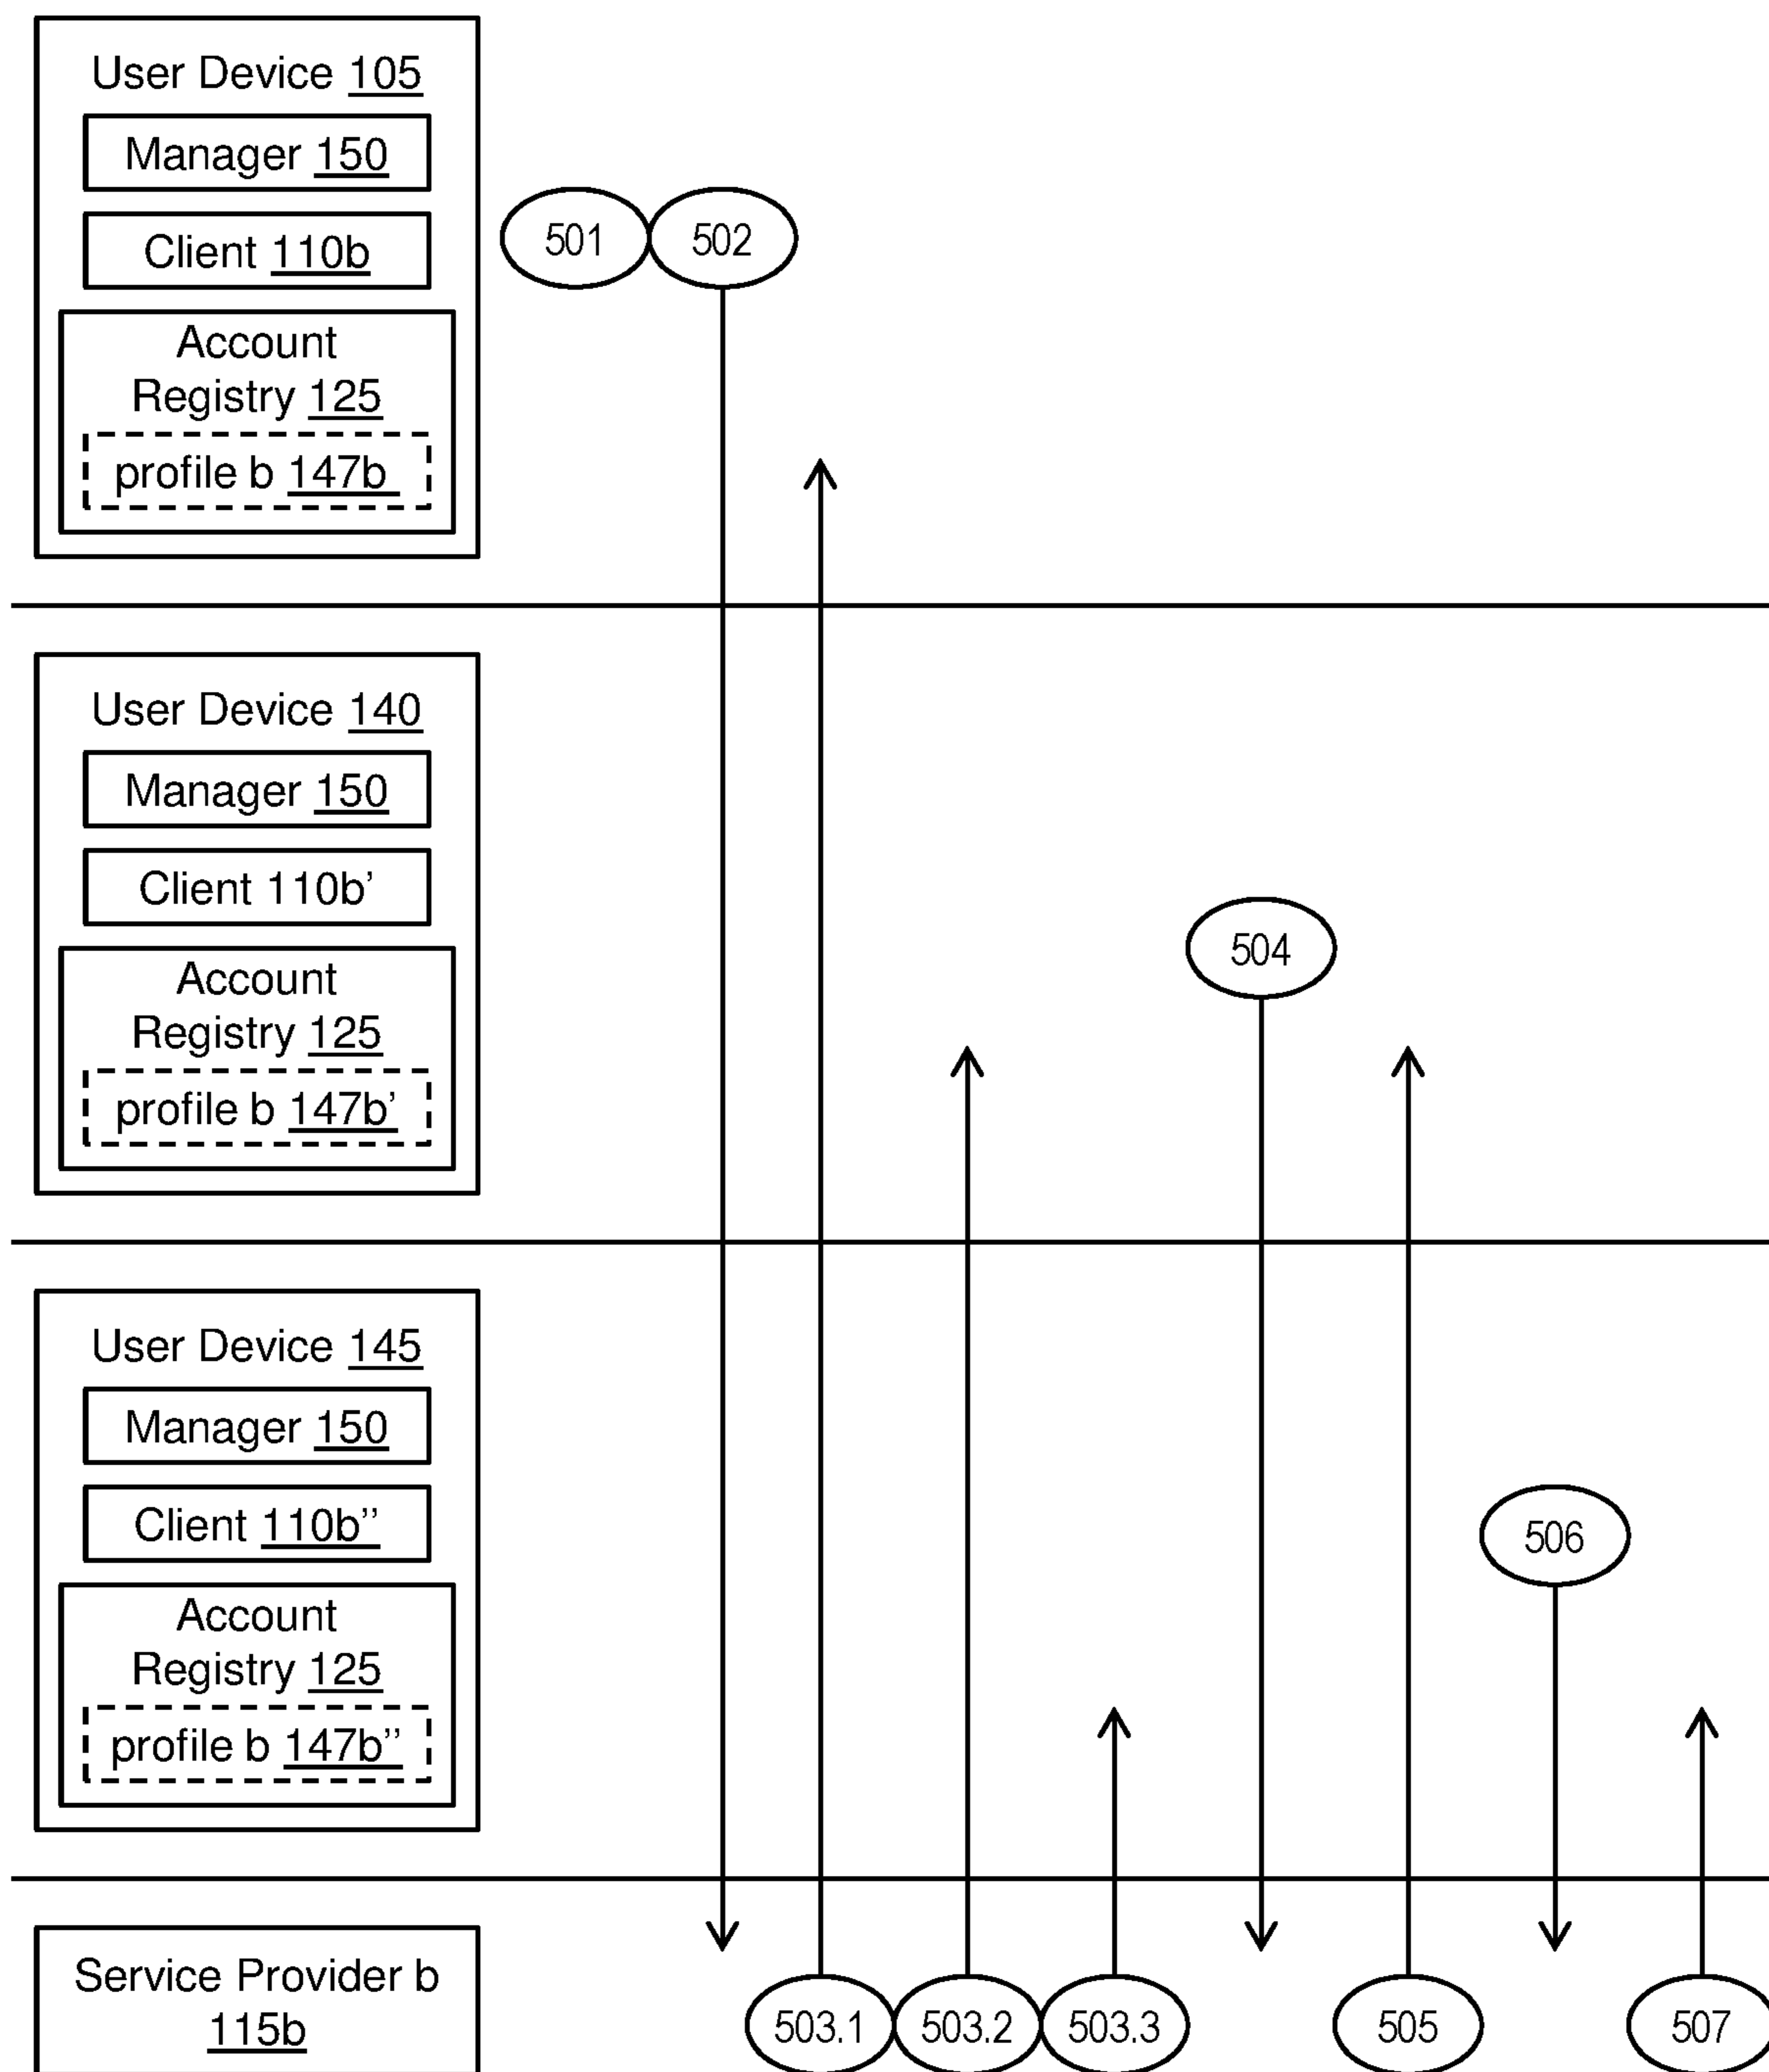 User Device 105
Manager 150
Client 110b
501
502
Account
Registry 125
profile b 147b
User Device 140
Manager 150
Client 110b’
504
Account
Registry 125
profile b 147b’
User Device 145
Manager 150
Client 110b’’
506
Account
Registry 125
profile b 147b’’
Service Provider b
115b
503.1
503.2
503.3
505
507